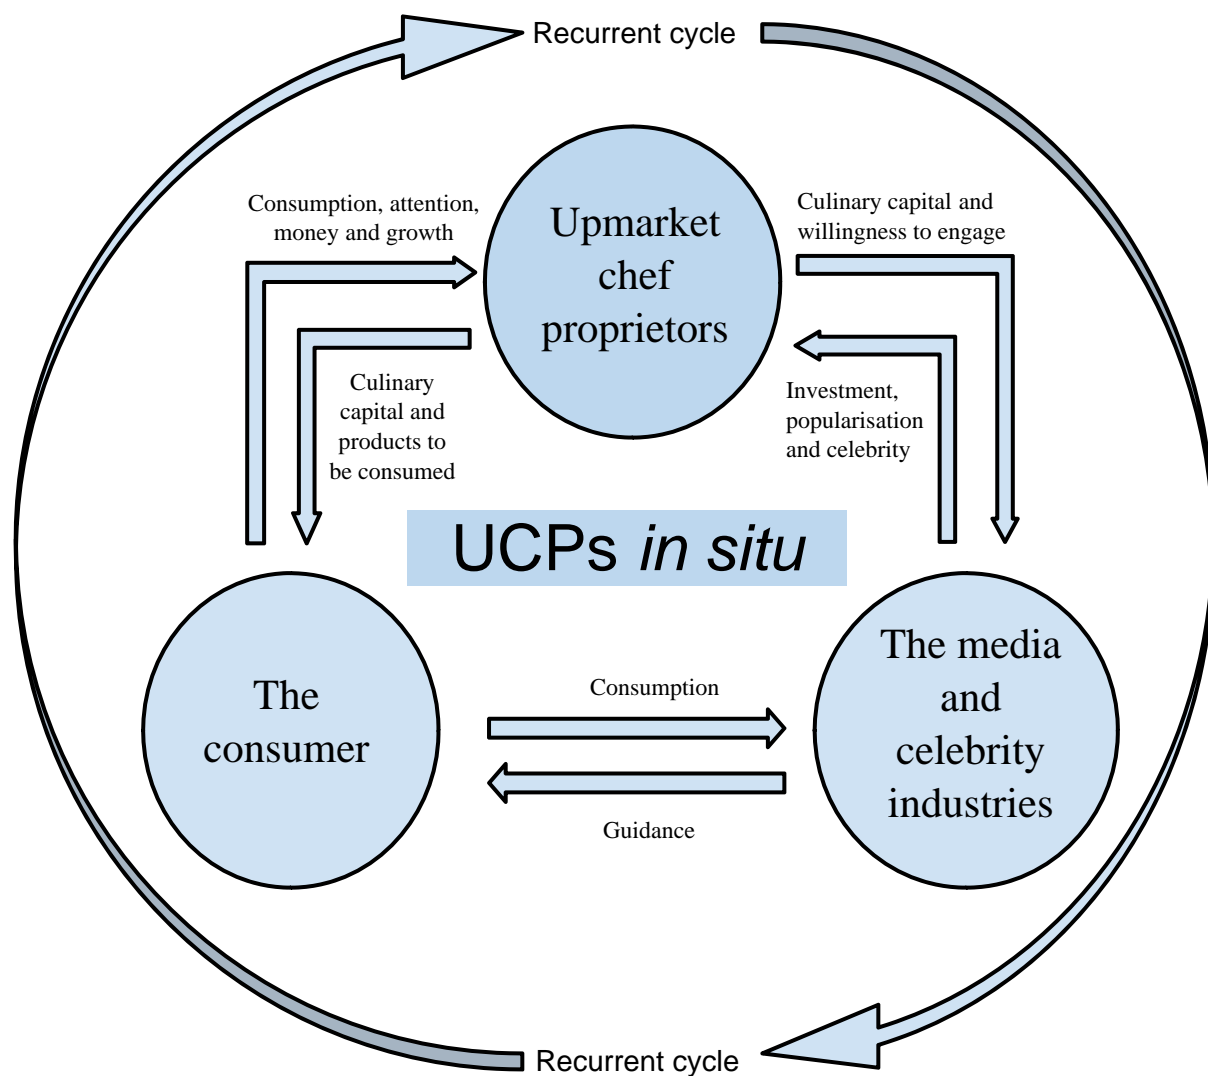 Recurrent cycle
Consumption, attention,
money and growth
Upmarket
chef
proprietors
Culinary capital and
willingness to engage
Culinary
capital and
products to
be consumed
Investment,
popularisation
and celebrity
UCPs in situ
The
consumer
Consumption
Guidance
The media
and
celebrity
industries
Recurrent cycle